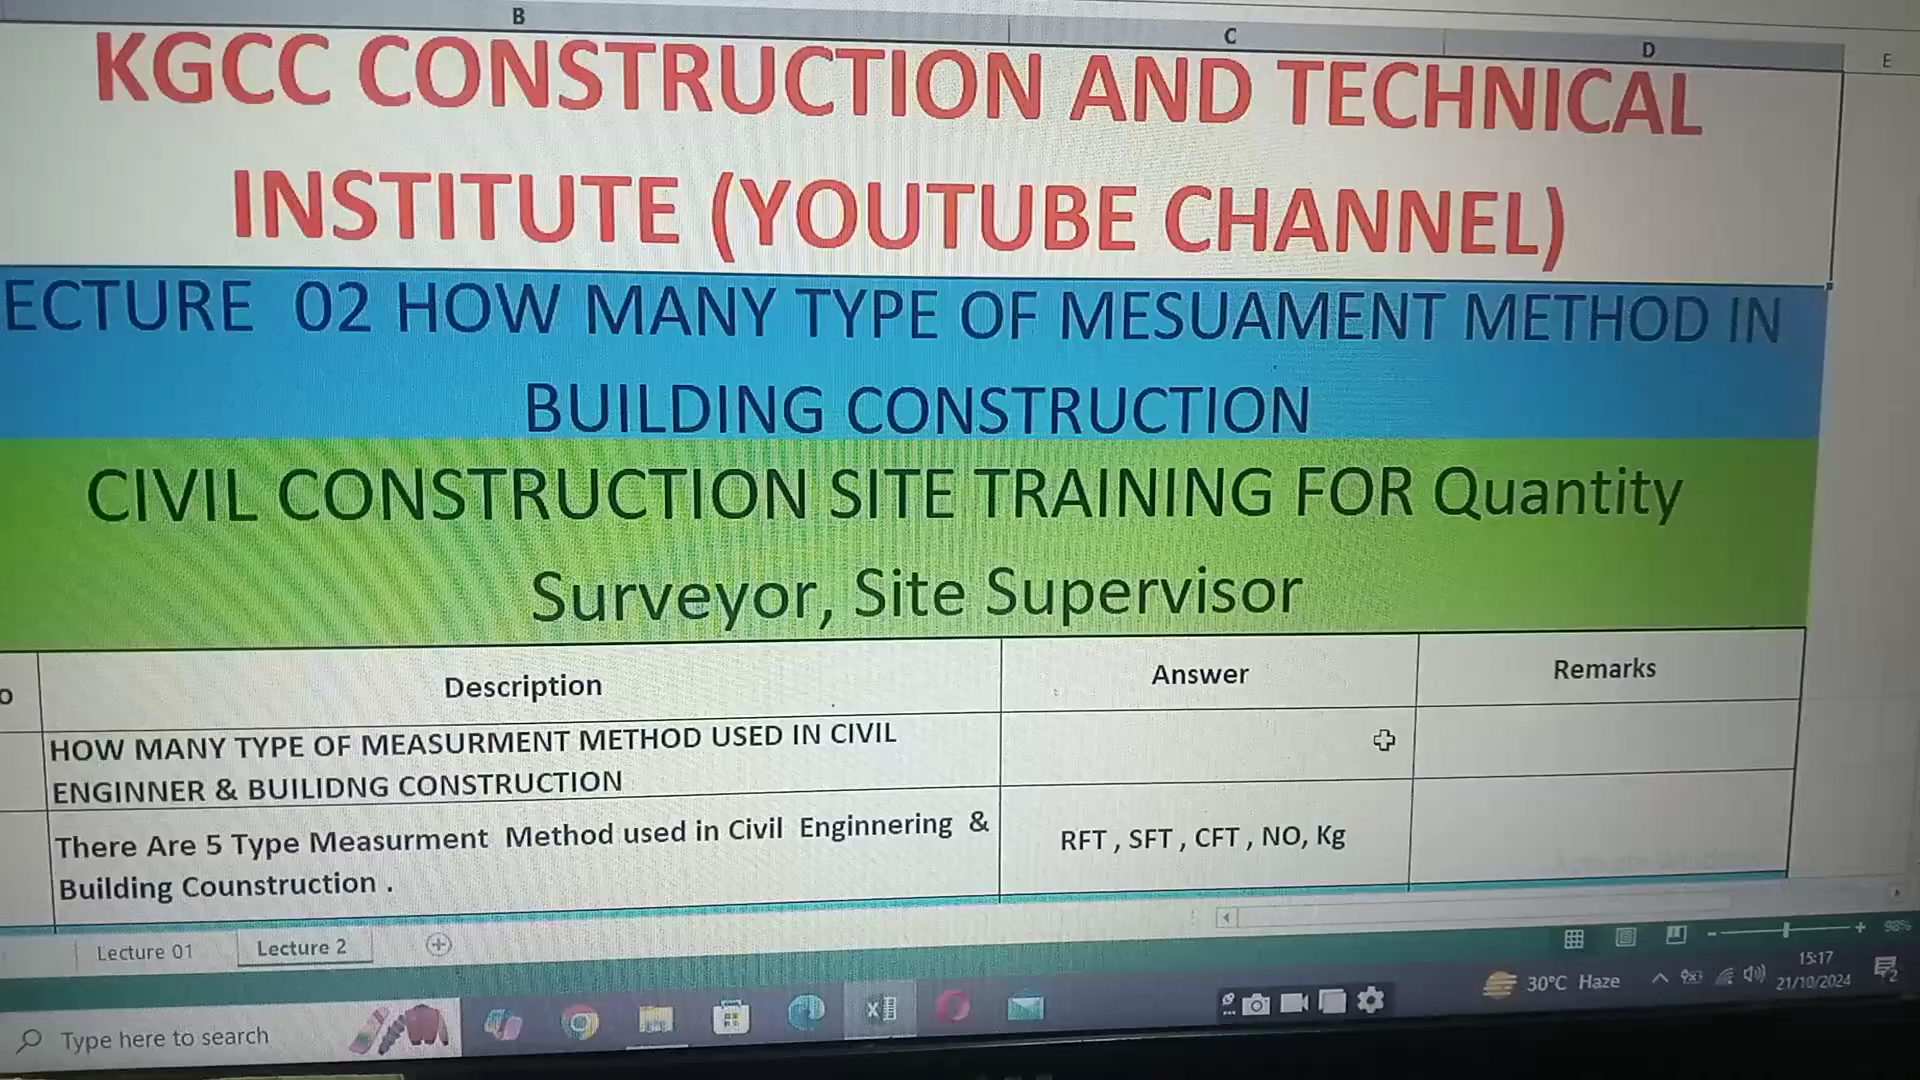 B C D E
KGCC CONSTRUCTION AND TECHNICAL
INSTITUTE (YOUTUBE CHANNEL)
ECTURE 02 HOW MANY TYPE OF MESUAMENT METHOD IN
BUILDING CONSTRUCTION
CIVIL CONSTRUCTION SITE TRAINING FOR Quantity
Surveyor, Site Supervisor
o Description Answer Remarks
HOW MANY TYPE OF MEASURMENT METHOD USED IN CIVIL
ENGINNER & BUILIDNG CONSTRUCTION
There Are 5 Type Measurment Method used in Civil Enginnering &
Building Counstruction .
RFT , SFT , CFT , NO, Kg
Lecture 01 Lecture 2
98%
Type here to search
30°C Haze
15:17
21/10/2024
2